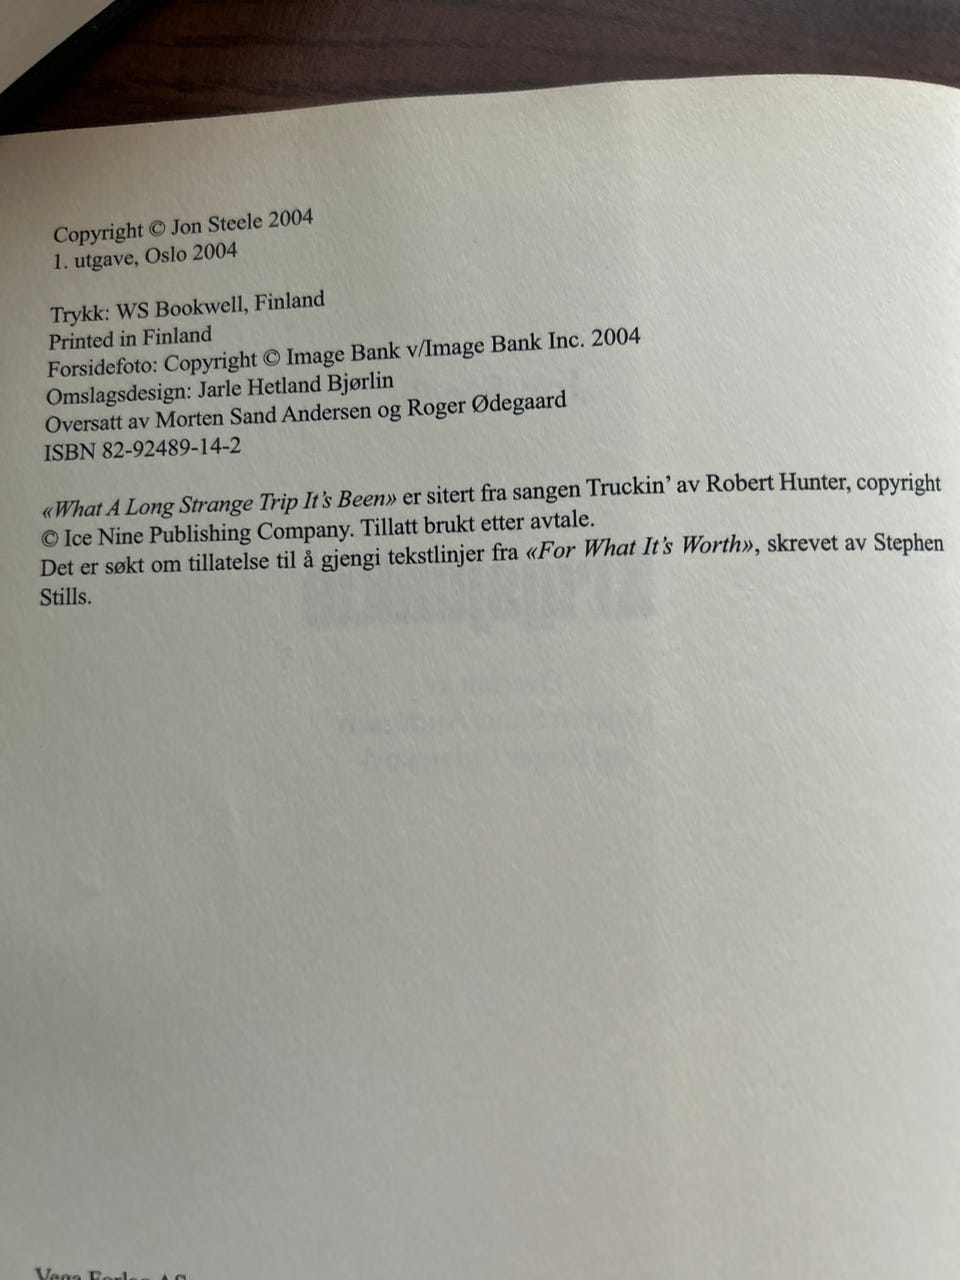 Copyright © Jon Steele 2004
1. utgave, Oslo 2004
Trykk: WS Bookwell, Finland
Printed in Finland
Forsidefoto: Copyright © Image Bank v/Image Bank Inc. 2004
Omslagsdesign: Jarle Hetland Bjørlin
Oversatt av Morten Sand Andersen og Roger Ødegaard
ISBN 82-92489-14-2
«What A Long Strange Trip It's Been» er sitert fra sangen Truckin' av Robert Hunter, copyright
© Ice Nine Publishing Company. Tillatt brukt etter avtale.
Det er søkt om tillatelse til å gjengi tekstlinjer fra «For What It's Worth», skrevet av Stephen
Stills.
Vega Forlag AS